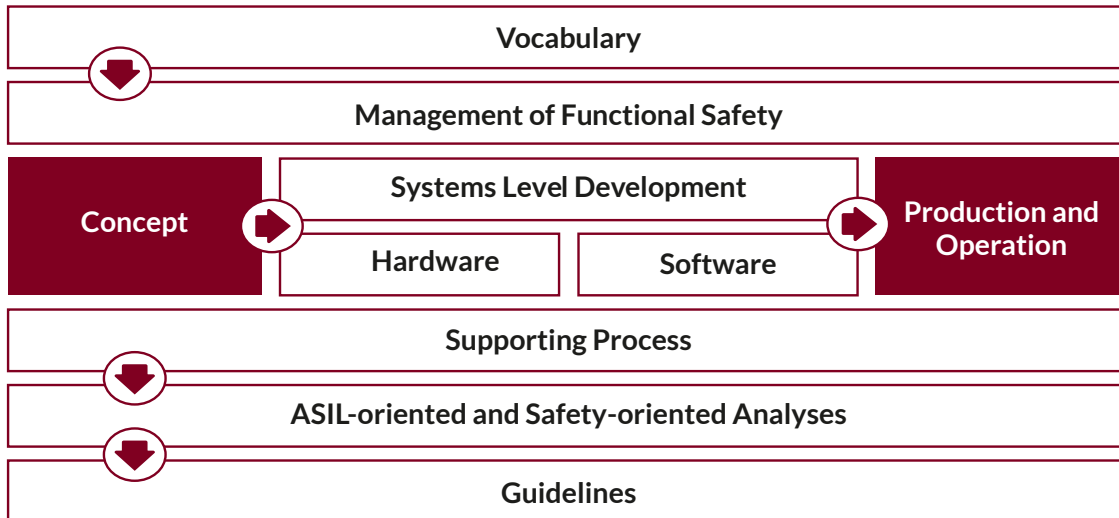 Vocabulary
Management of Functional Safety
Concept
Systems Level Development
Hardware
Software
Production and
Operation
Supporting Process
ASIL-oriented and Safety-oriented Analyses
Guidelines